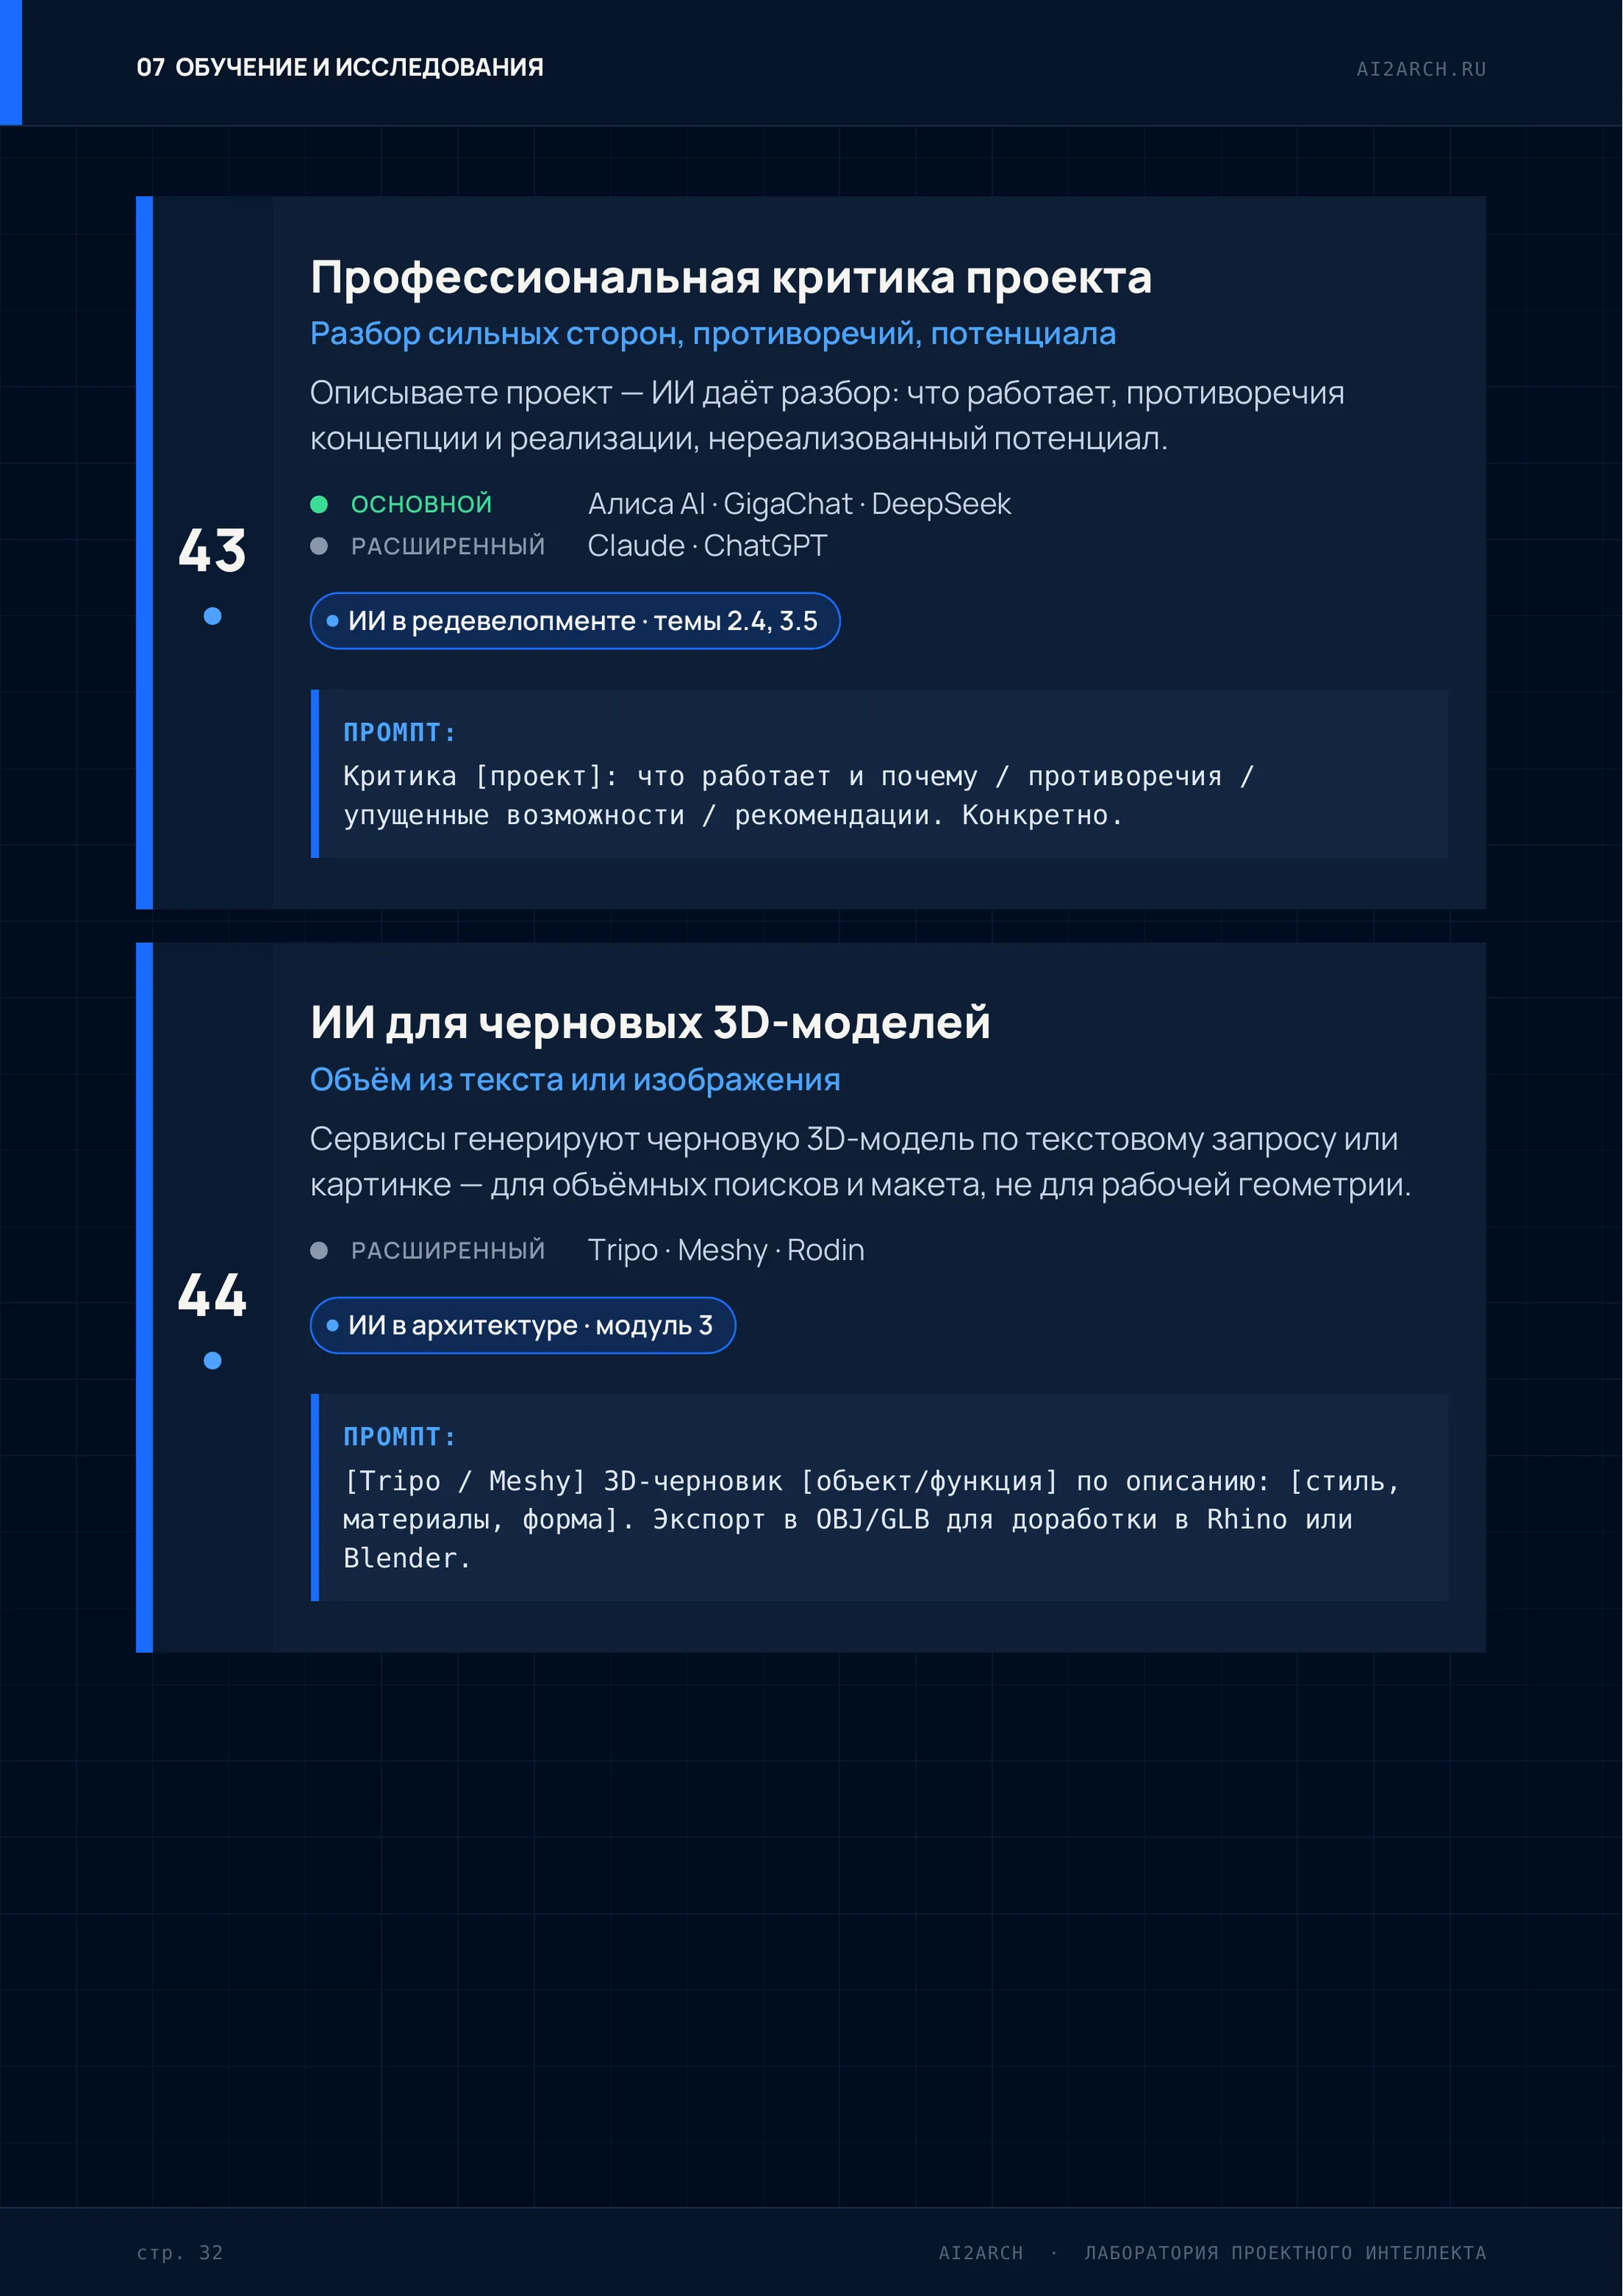 07 ОБУЧЕНИЕ И ИССЛЕДОВАНИЯ
AI2ARCH.RU
43
Профессиональная критика проекта
Разбор сильных сторон, противоречий, потенциала
Описываете проект — ИИ даёт разбор: что работает, противоречия
концепции и реализации, нереализованный потенциал.
ОСНОВНОЙ Алиса AI · GigaChat · DeepSeek
РАСШИРЕННЫЙ Claude · ChatGPT
ИИ в редевелопменте · темы 2.4, 3.5
ПРОМПТ:
Критика [проект]: что работает и почему / противоречия /
упущенные возможности / рекомендации. Конкретно.
44
ИИ для черновых 3D-моделей
Объём из текста или изображения
Сервисы генерируют черновую 3D-модель по текстовому запросу или
картинке — для объёмных поисков и макета, не для рабочей геометрии.
РАСШИРЕННЫЙ Tripo · Meshy · Rodin
ИИ в архитектуре · модуль 3
ПРОМПТ:
[Tripo / Meshy] 3D-черновик [объект/функция] по описанию: [стиль,
материалы, форма]. Экспорт в OBJ/GLB для доработки в Rhino или
Blender.
стр. 32
AI2ARCH · ЛАБОРАТОРИЯ ПРОЕКТНОГО ИНТЕЛЛЕКТА